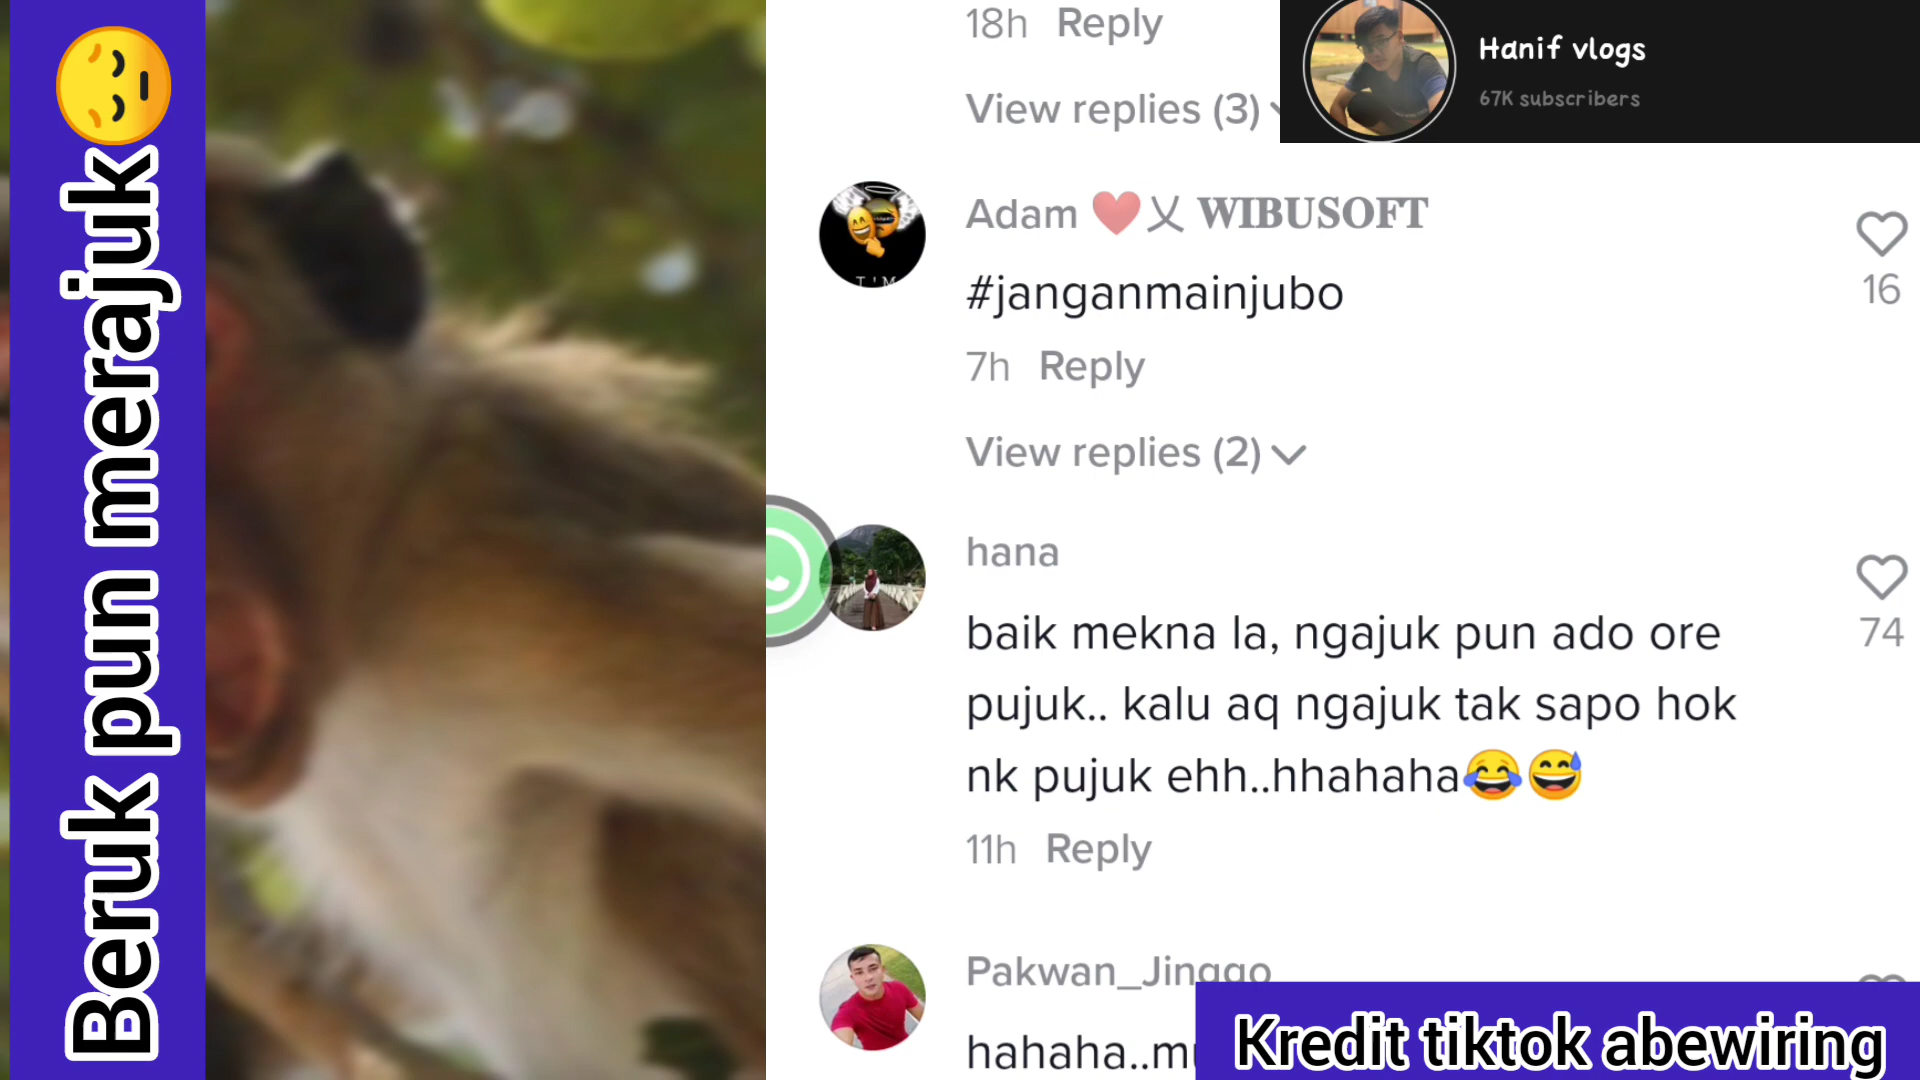 Beruk pun merajuk😔
18h Reply
View replies (3)
Hanif vlogs
67K subscribers
Adam ❤️乂 𝐖𝐈𝐁𝐔𝐒𝐎𝐅𝐓
#janganmainjubo
16
7h Reply
View replies (2)
hana
baik mekna la, ngajuk pun ado ore
pujuk.. kalu aq ngajuk tak sapo hok
nk pujuk ehh..hhahaha😂😅
74
11h Reply
Pakwan_Jinggo
hahaha..
Kredit tiktok abewiring